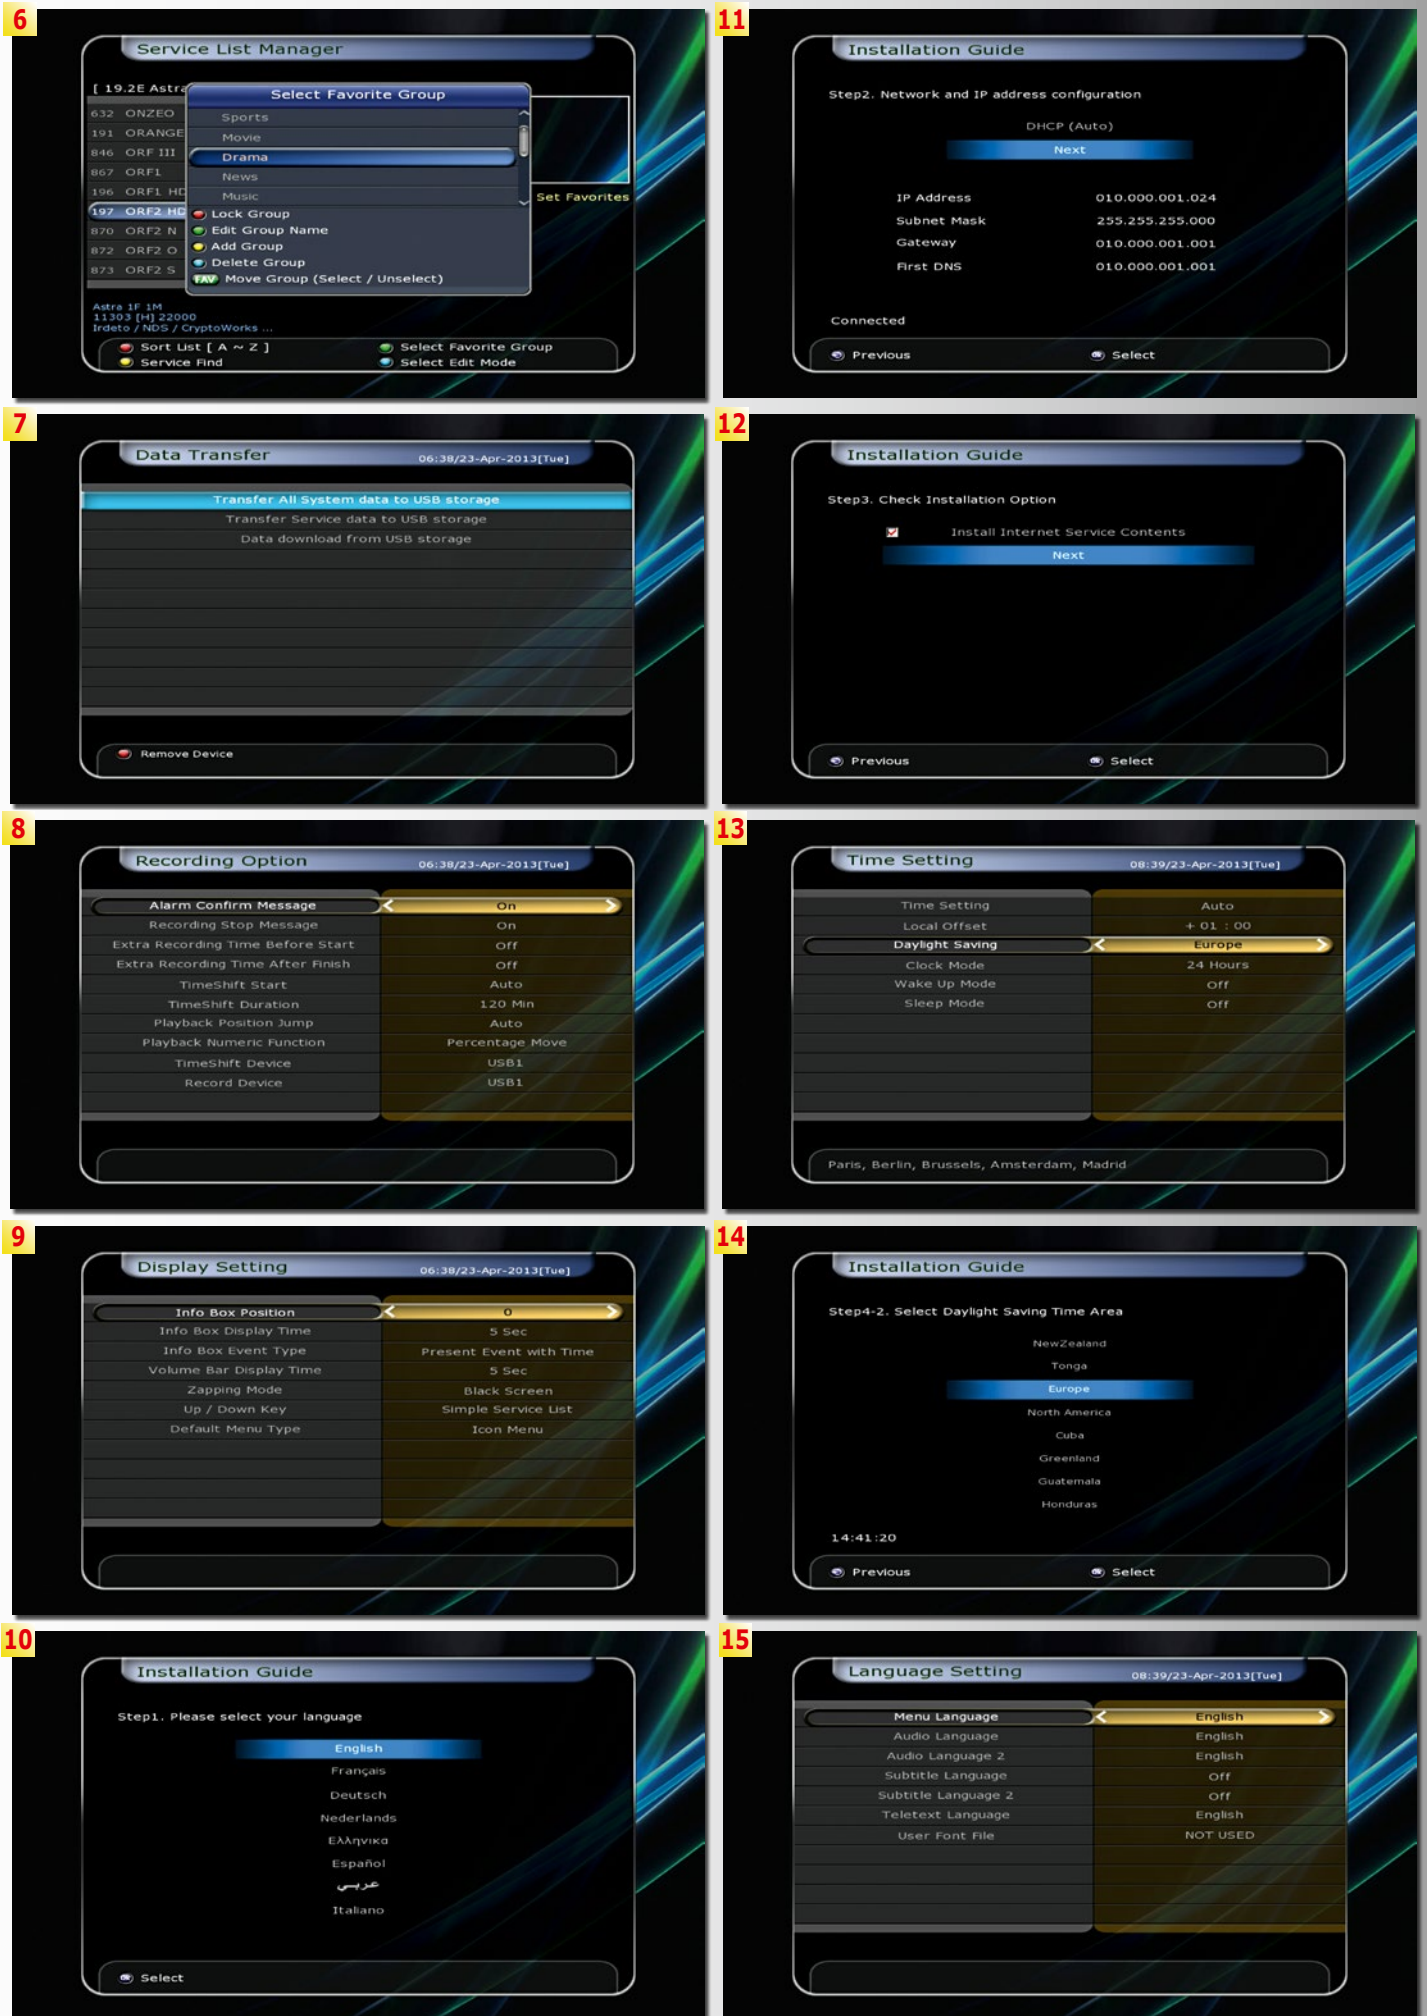 6
Service List Manager
[ 19.2E Astra
Select Favorite Group
632 ONZEO
191 ORANGE
846 ORF III
867 ORF1
196 ORF1 HD
197 ORF2 HD
870 ORF2 N
872 ORF2 O
873 ORF2 S
Sports
Movie
Drama
News
Music
Lock Group
Edit Group Name
Add Group
Delete Group
FAV Move Group (Select / Unselect)
Set Favorites
Astra 1F 1M
11303 [H] 22000
Irdeto / NDS / CryptoWorks ...
Sort List [ A ~ Z ]
Select Favorite Group
Service Find
Select Edit Mode
7
Data Transfer
06:38/23-Apr-2013[Tue]
Transfer All System data to USB storage
Transfer Service data to USB storage
Data download from USB storage
Remove Device
8
Recording Option
06:38/23-Apr-2013[Tue]
Alarm Confirm Message On
Recording Stop Message On
Extra Recording Time Before Start Off
Extra Recording Time After Finish Off
TimeShift Start Auto
TimeShift Duration 120 Min
Playback Position Jump Auto
Playback Numeric Function Percentage Move
TimeShift Device USB1
Record Device USB1
9
Display Setting
06:38/23-Apr-2013[Tue]
Info Box Position 0
Info Box Display Time 5 Sec
Info Box Event Type Present Event with Time
Volume Bar Display Time 5 Sec
Zapping Mode Black Screen
Up / Down Key Simple Service List
Default Menu Type Icon Menu
10
Installation Guide
Step1. Please select your language
English
Français
Deutsch
Nederlands
Ελληνικα
Español
عربي
Italiano
Select
11
Installation Guide
Step2. Network and IP address configuration
DHCP (Auto)
Next
IP Address 010.000.001.024
Subnet Mask 255.255.255.000
Gateway 010.000.001.001
First DNS 010.000.001.001
Connected
Previous
Select
12
Installation Guide
Step3. Check Installation Option
Install Internet Service Contents
Next
Previous
Select
13
Time Setting
08:39/23-Apr-2013[Tue]
Time Setting Auto
Local Offset + 01 : 00
Daylight Saving Europe
Clock Mode 24 Hours
Wake Up Mode Off
Sleep Mode Off
Paris, Berlin, Brussels, Amsterdam, Madrid
14
Installation Guide
Step4-2. Select Daylight Saving Time Area
NewZealand
Tonga
Europe
North America
Cuba
Greenland
Guatemala
Honduras
14:41:20
Previous
Select
15
Language Setting
08:39/23-Apr-2013[Tue]
Menu Language English
Audio Language English
Audio Language 2 English
Subtitle Language Off
Subtitle Language 2 Off
Teletext Language English
User Font File NOT USED